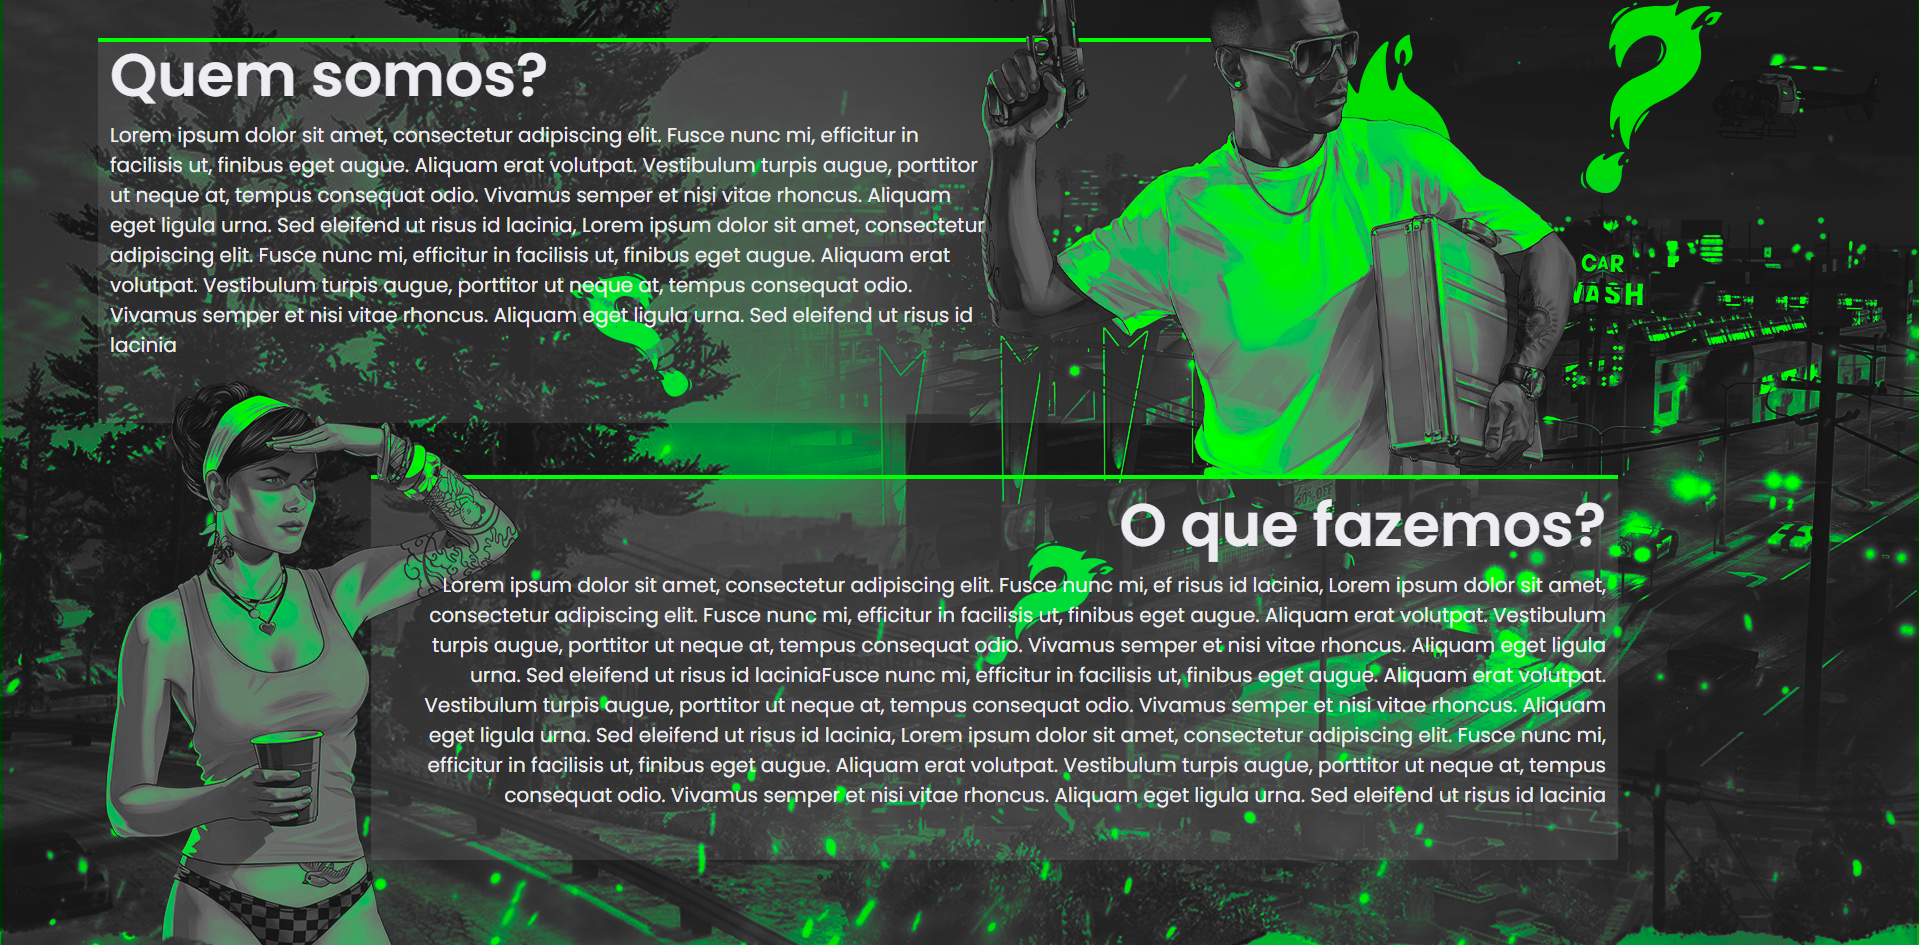 Quem somos?
Lorem ipsum dolor sit amet, consectetur adipiscing elit. Fusce nunc mi, efficitur in
facilisis ut, finibus eget augue. Aliquam erat volutpat. Vestibulum turpis augue, porttitor
ut neque at, tempus consequat odio. Vivamus semper et nisi vitae rhoncus. Aliquam
eget ligula urna. Sed eleifend ut risus id lacinia, Lorem ipsum dolor sit amet, consectetur
adipiscing elit. Fusce nunc mi, efficitur in facilisis ut, finibus eget augue. Aliquam erat
volutpat. Vestibulum turpis augue, porttitor ut neque at, tempus consequat odio.
Vivamus semper et nisi vitae rhoncus. Aliquam eget ligula urna. Sed eleifend ut risus id
lacinia
?
CAR
WASH
?
O que fazemos?
?
Lorem ipsum dolor sit amet, consectetur adipiscing elit. Fusce nunc mi, ef risus id lacinia, Lorem ipsum dolor sit amet,
consectetur adipiscing elit. Fusce nunc mi, efficitur in facilisis ut, finibus eget augue. Aliquam erat volutpat. Vestibulum
turpis augue, porttitor ut neque at, tempus consequat odio. Vivamus semper et nisi vitae rhoncus. Aliquam eget ligula
urna. Sed eleifend ut risus id laciniaFusce nunc mi, efficitur in facilisis ut, finibus eget augue. Aliquam erat volutpat.
Vestibulum turpis augue, porttitor ut neque at, tempus consequat odio. Vivamus semper et nisi vitae rhoncus. Aliquam
eget ligula urna. Sed eleifend ut risus id lacinia, Lorem ipsum dolor sit amet, consectetur adipiscing elit. Fusce nunc mi,
efficitur in facilisis ut, finibus eget augue. Aliquam erat volutpat. Vestibulum turpis augue, porttitor ut neque at, tempus
consequat odio. Vivamus semper et nisi vitae rhoncus. Aliquam eget ligula urna. Sed eleifend ut risus id lacinia